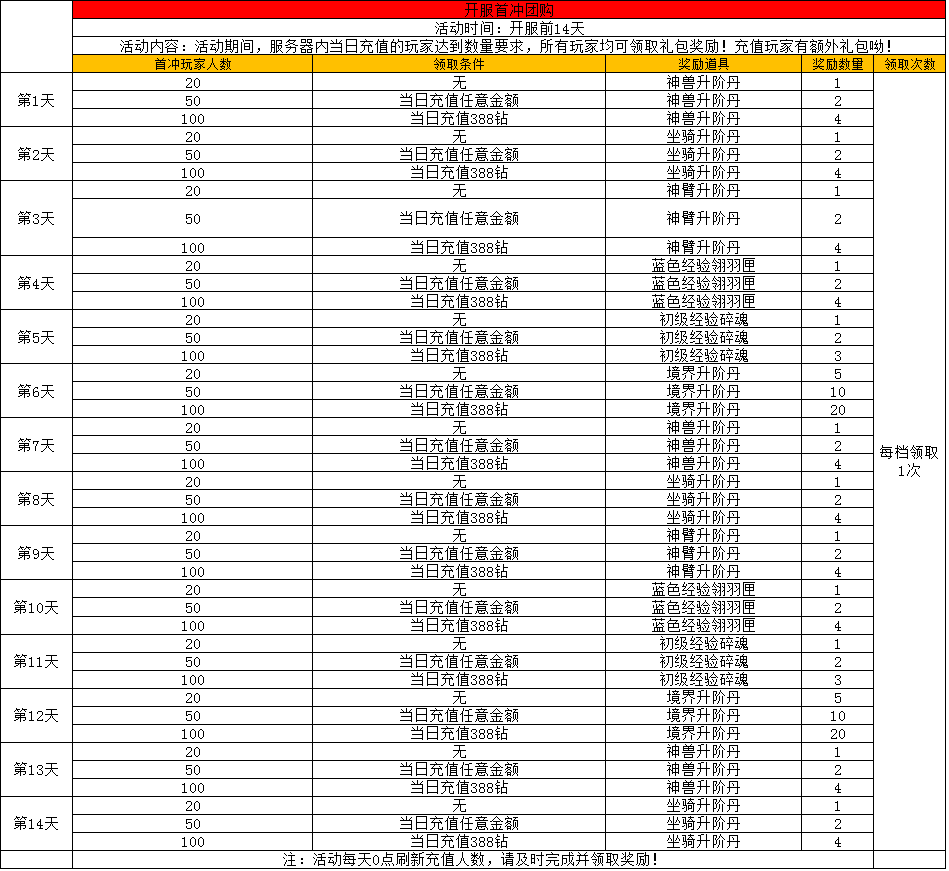 开服首冲团购
活动时间：开服前14天
活动内容：活动期间，服务器内当日充值的玩家达到数量要求，所有玩家均可领取礼包奖励！充值玩家有额外礼包呦！
首冲玩家人数 领取条件 奖励道具 奖励数量 领取次数
第1天
20 无 神兽升阶丹 1
50 当日充值任意金额 神兽升阶丹 2
100 当日充值388钻 神兽升阶丹 4
第2天
20 无 坐骑升阶丹 1
50 当日充值任意金额 坐骑升阶丹 2
100 当日充值388钻 坐骑升阶丹 4
第3天
20 无 神臂升阶丹 1
50 当日充值任意金额 神臂升阶丹 2
100 当日充值388钻 神臂升阶丹 4
第4天
20 无 蓝色经验翎羽匣 1
50 当日充值任意金额 蓝色经验翎羽匣 2
100 当日充值388钻 蓝色经验翎羽匣 4
第5天
20 无 初级经验碎魂 1
50 当日充值任意金额 初级经验碎魂 2
100 当日充值388钻 初级经验碎魂 3
第6天
20 无 境界升阶丹 5
50 当日充值任意金额 境界升阶丹 10
100 当日充值388钻 境界升阶丹 20
第7天
20 无 神兽升阶丹 1
50 当日充值任意金额 神兽升阶丹 2
100 当日充值388钻 神兽升阶丹 4
每档领取
1次
第8天
20 无 坐骑升阶丹 1
50 当日充值任意金额 坐骑升阶丹 2
100 当日充值388钻 坐骑升阶丹 4
第9天
20 无 神臂升阶丹 1
50 当日充值任意金额 神臂升阶丹 2
100 当日充值388钻 神臂升阶丹 4
第10天
20 无 蓝色经验翎羽匣 1
50 当日充值任意金额 蓝色经验翎羽匣 2
100 当日充值388钻 蓝色经验翎羽匣 4
第11天
20 无 初级经验碎魂 1
50 当日充值任意金额 初级经验碎魂 2
100 当日充值388钻 初级经验碎魂 3
第12天
20 无 境界升阶丹 5
50 当日充值任意金额 境界升阶丹 10
100 当日充值388钻 境界升阶丹 20
第13天
20 无 神兽升阶丹 1
50 当日充值任意金额 神兽升阶丹 2
100 当日充值388钻 神兽升阶丹 4
第14天
20 无 坐骑升阶丹 1
50 当日充值任意金额 坐骑升阶丹 2
100 当日充值388钻 坐骑升阶丹 4
注：活动每天0点刷新充值人数，请及时完成并领取奖励！